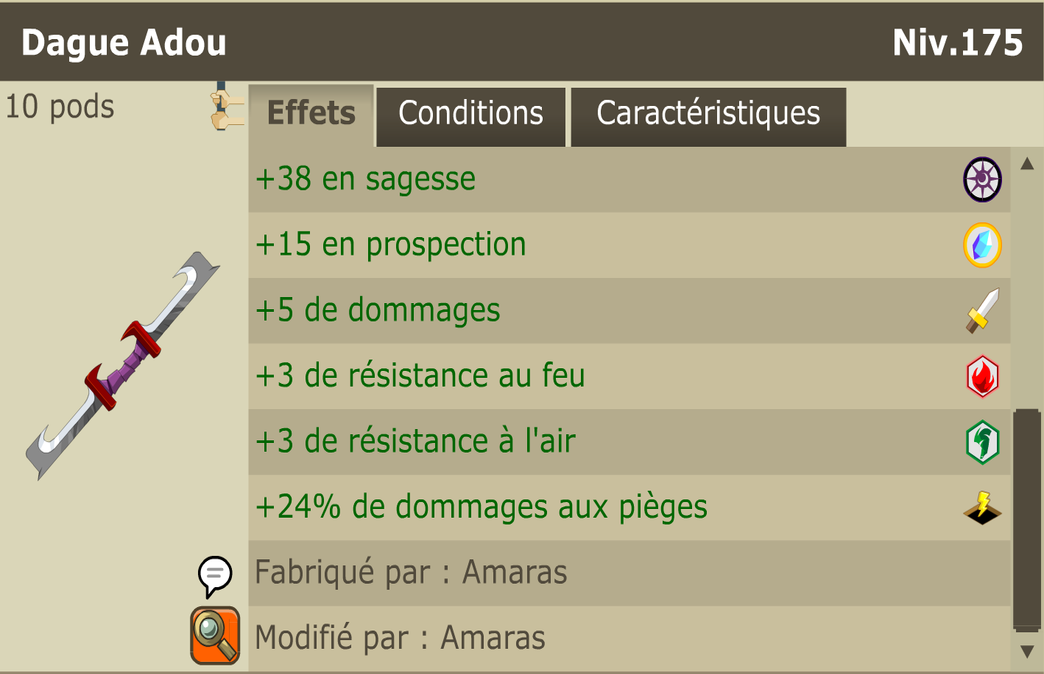 Dague Adou
Niv.175
10 pods
Effets
Conditions
Caractéristiques
+38 en sagesse
+15 en prospection
+5 de dommages
+3 de résistance au feu
+3 de résistance à l'air
+24% de dommages aux pièges
Fabriqué par : Amaras
Modifié par : Amaras